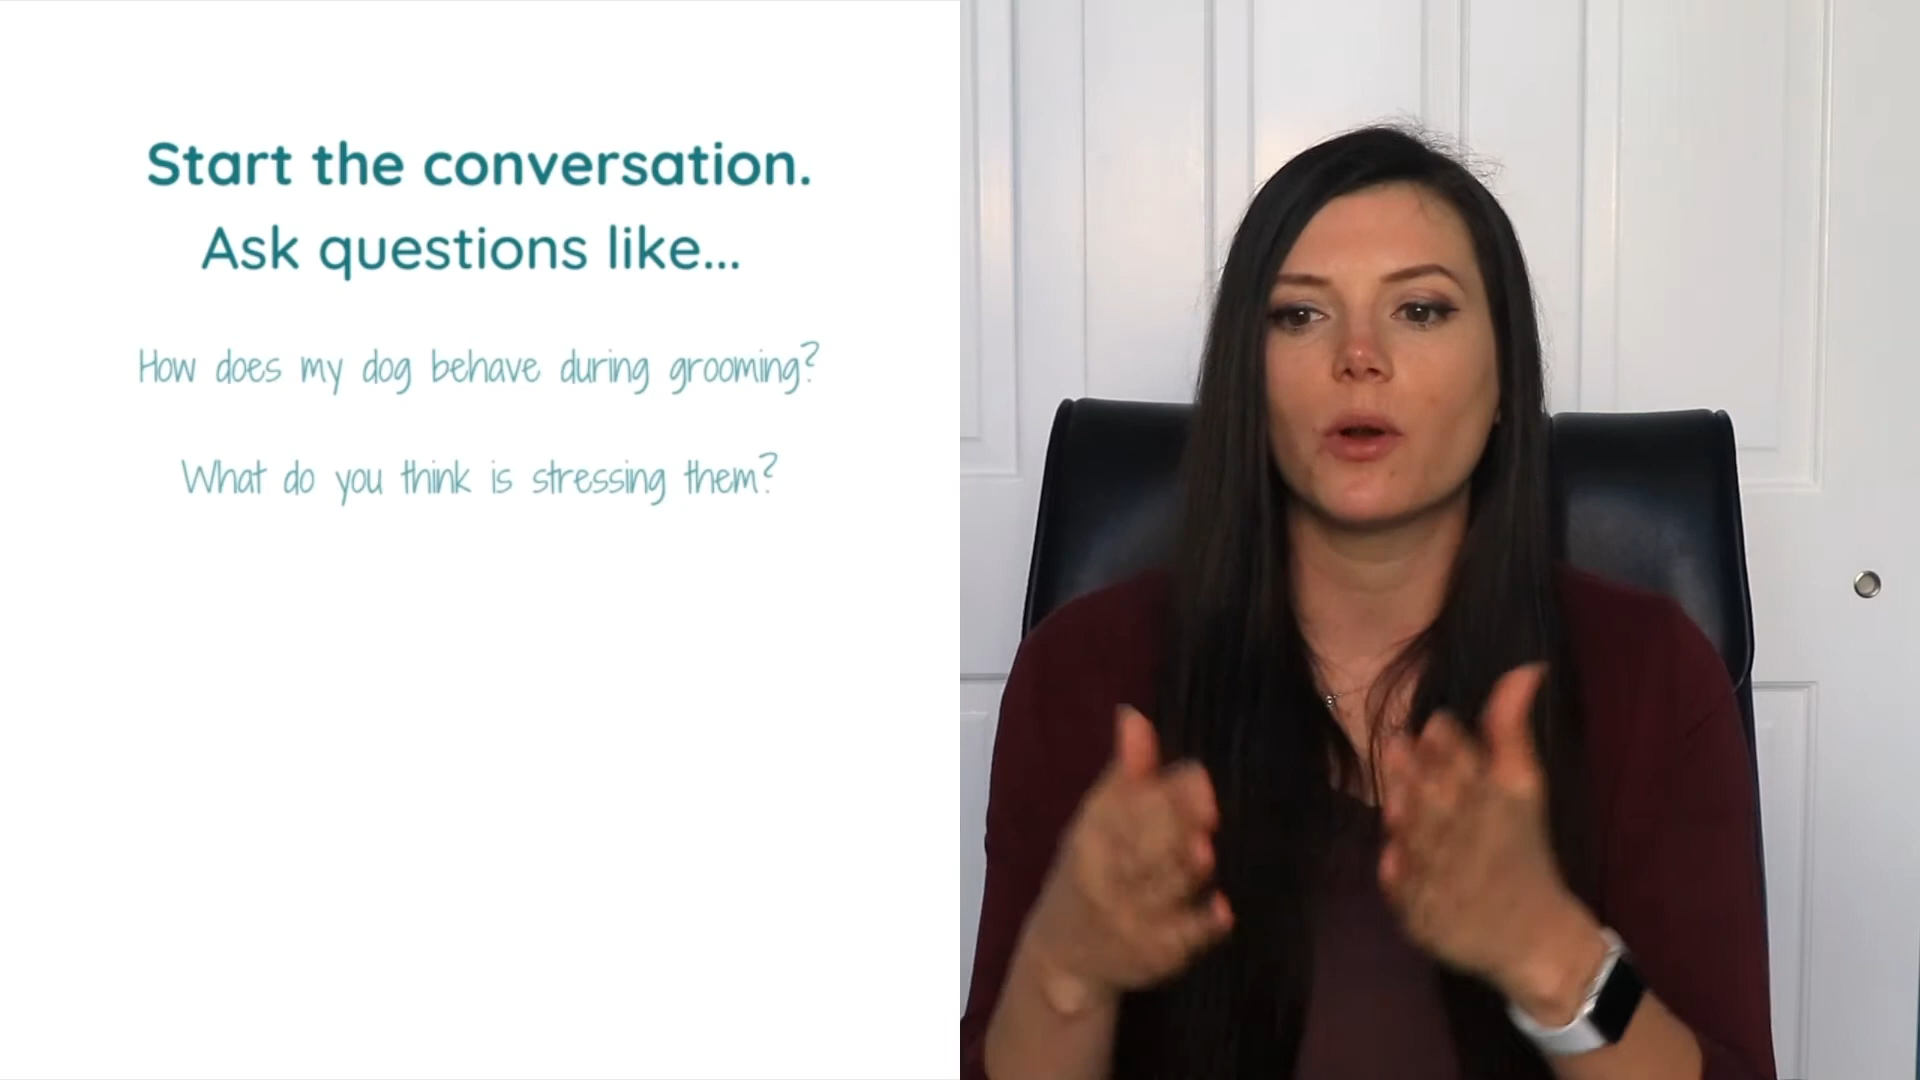 Start the conversation.
Ask questions like...
How does my dog behave during grooming?
What do you think is stressing them?